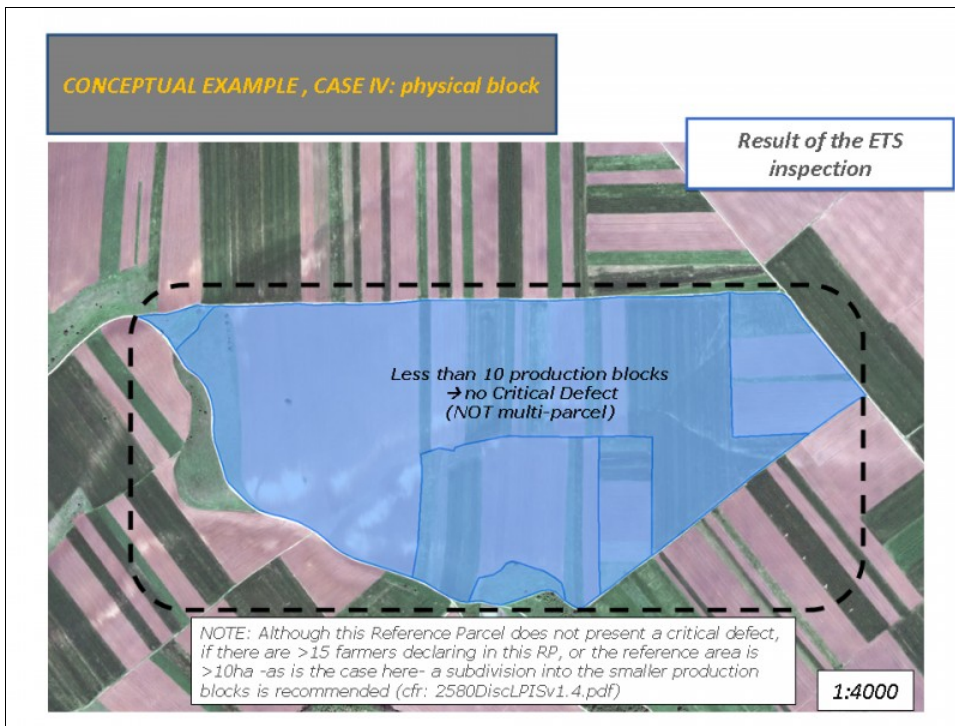 CONCEPTUAL EXAMPLE , CASE IV: physical block
Result of the ETS
inspection
Less than 10 production blocks
→no Critical Defect
(NOT multi-parcel)
NOTE: Although this Reference Parcel does not present a critical defect,
if there are >15 farmers declaring in this RP, or the reference area is
>10ha -as is the case here- a subdivision into the smaller production
blocks is recommended (cfr: 2580DiscLPISv1.4.pdf)
1:4000